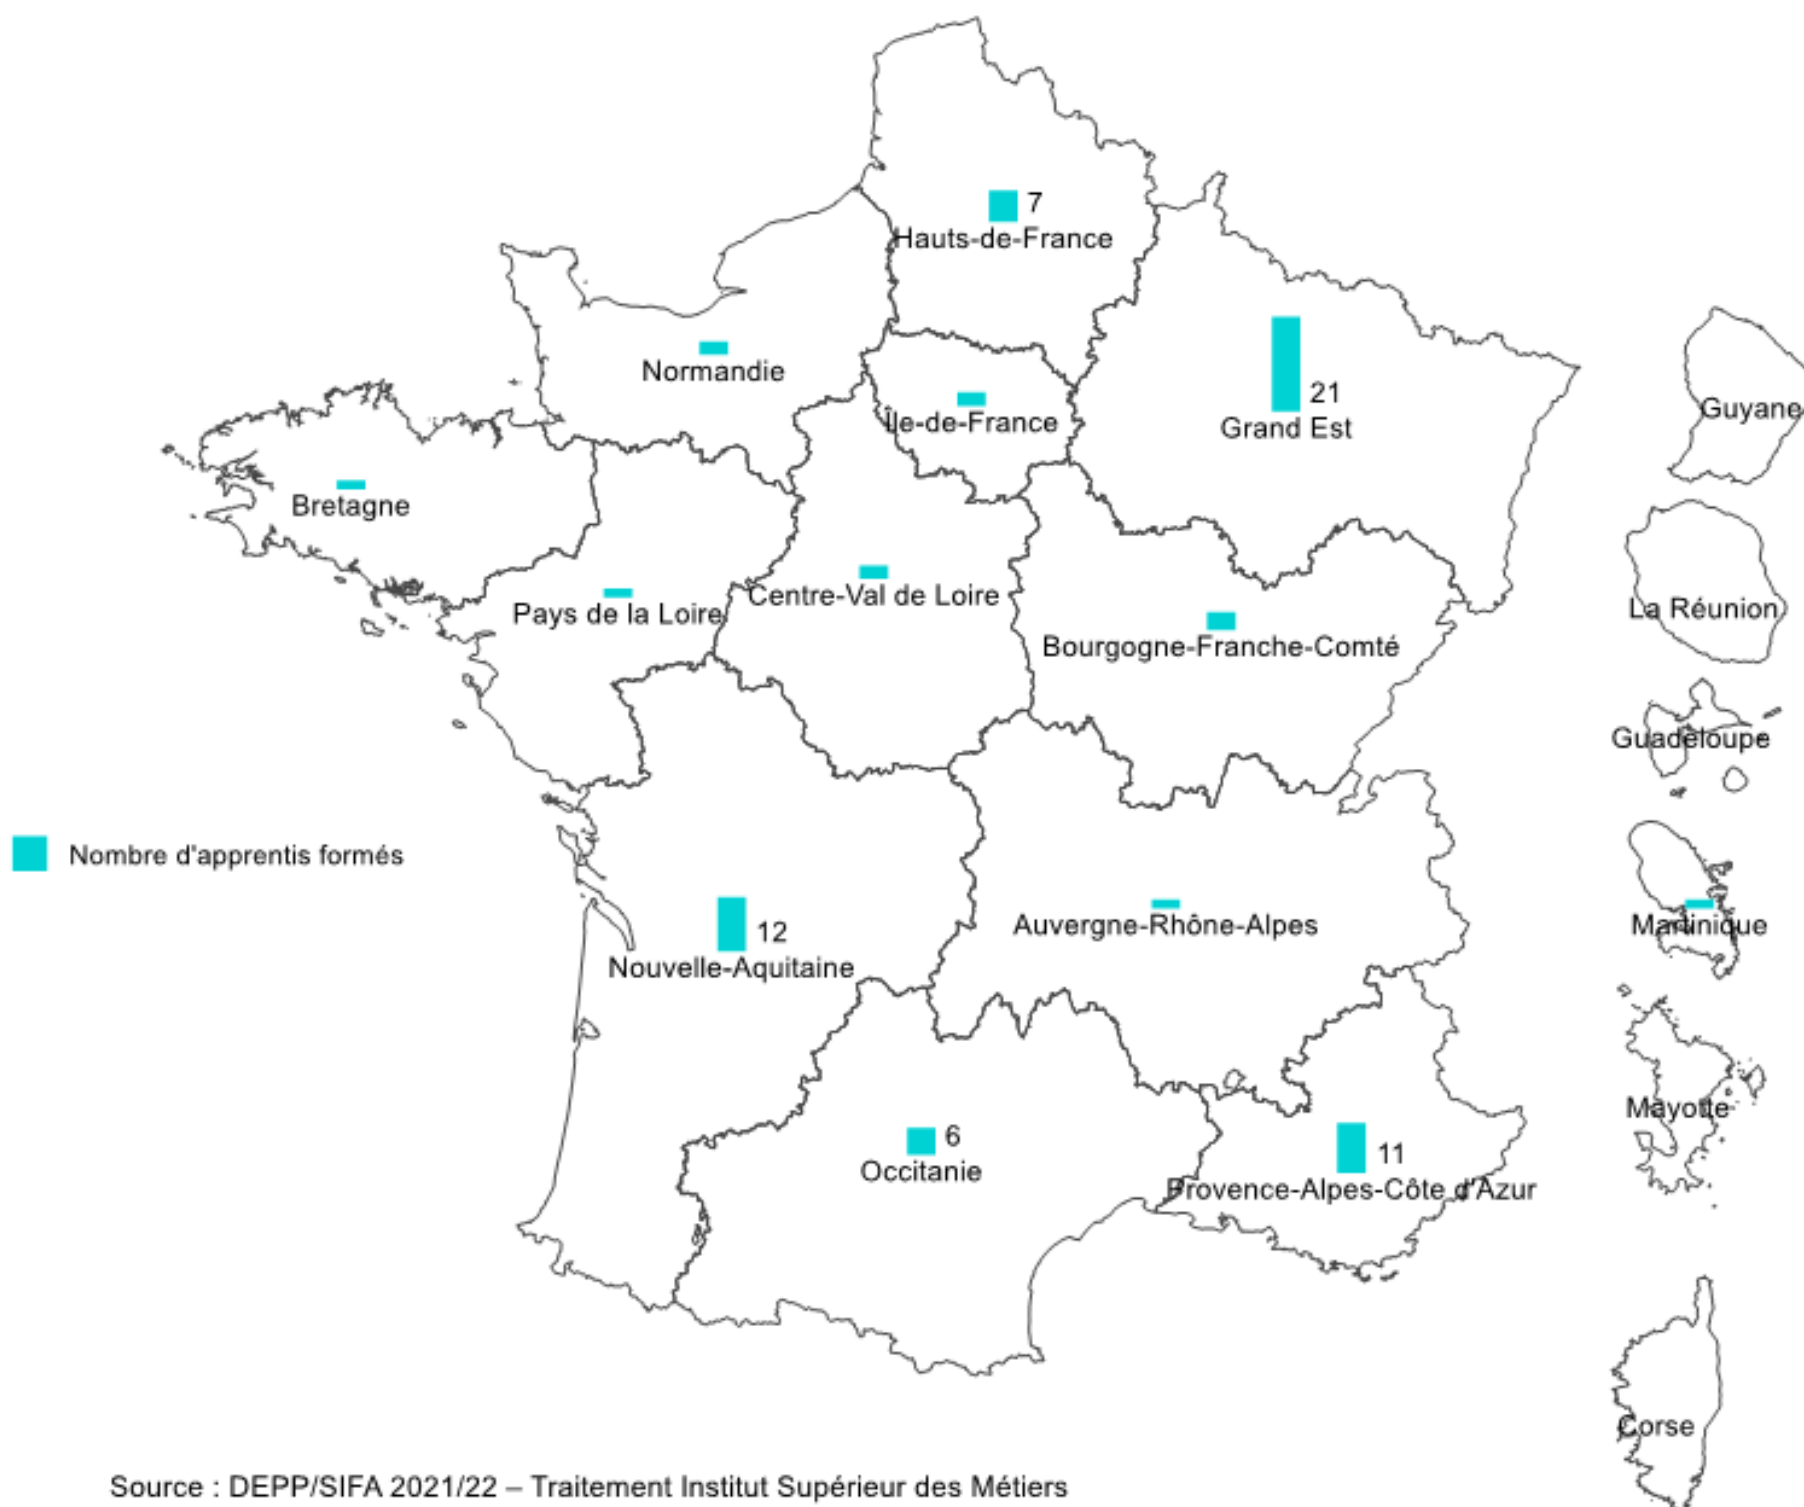 7
Hauts-de-France
Normandie
Île-de-France
21
Grand Est
Guyane
Bretagne
Pays de la Loire
Centre-Val de Loire
Bourgogne-Franche-Comté
La Réunion
Guadeloupe
Nombre d'apprentis formés
12
Nouvelle-Aquitaine
Auvergne-Rhône-Alpes
Martinique
Mayotte
6
Occitanie
11
Provence-Alpes-Côte d'Azur
Corse
Source : DEPP/SIFA 2021/22 – Traitement Institut Supérieur des Métiers